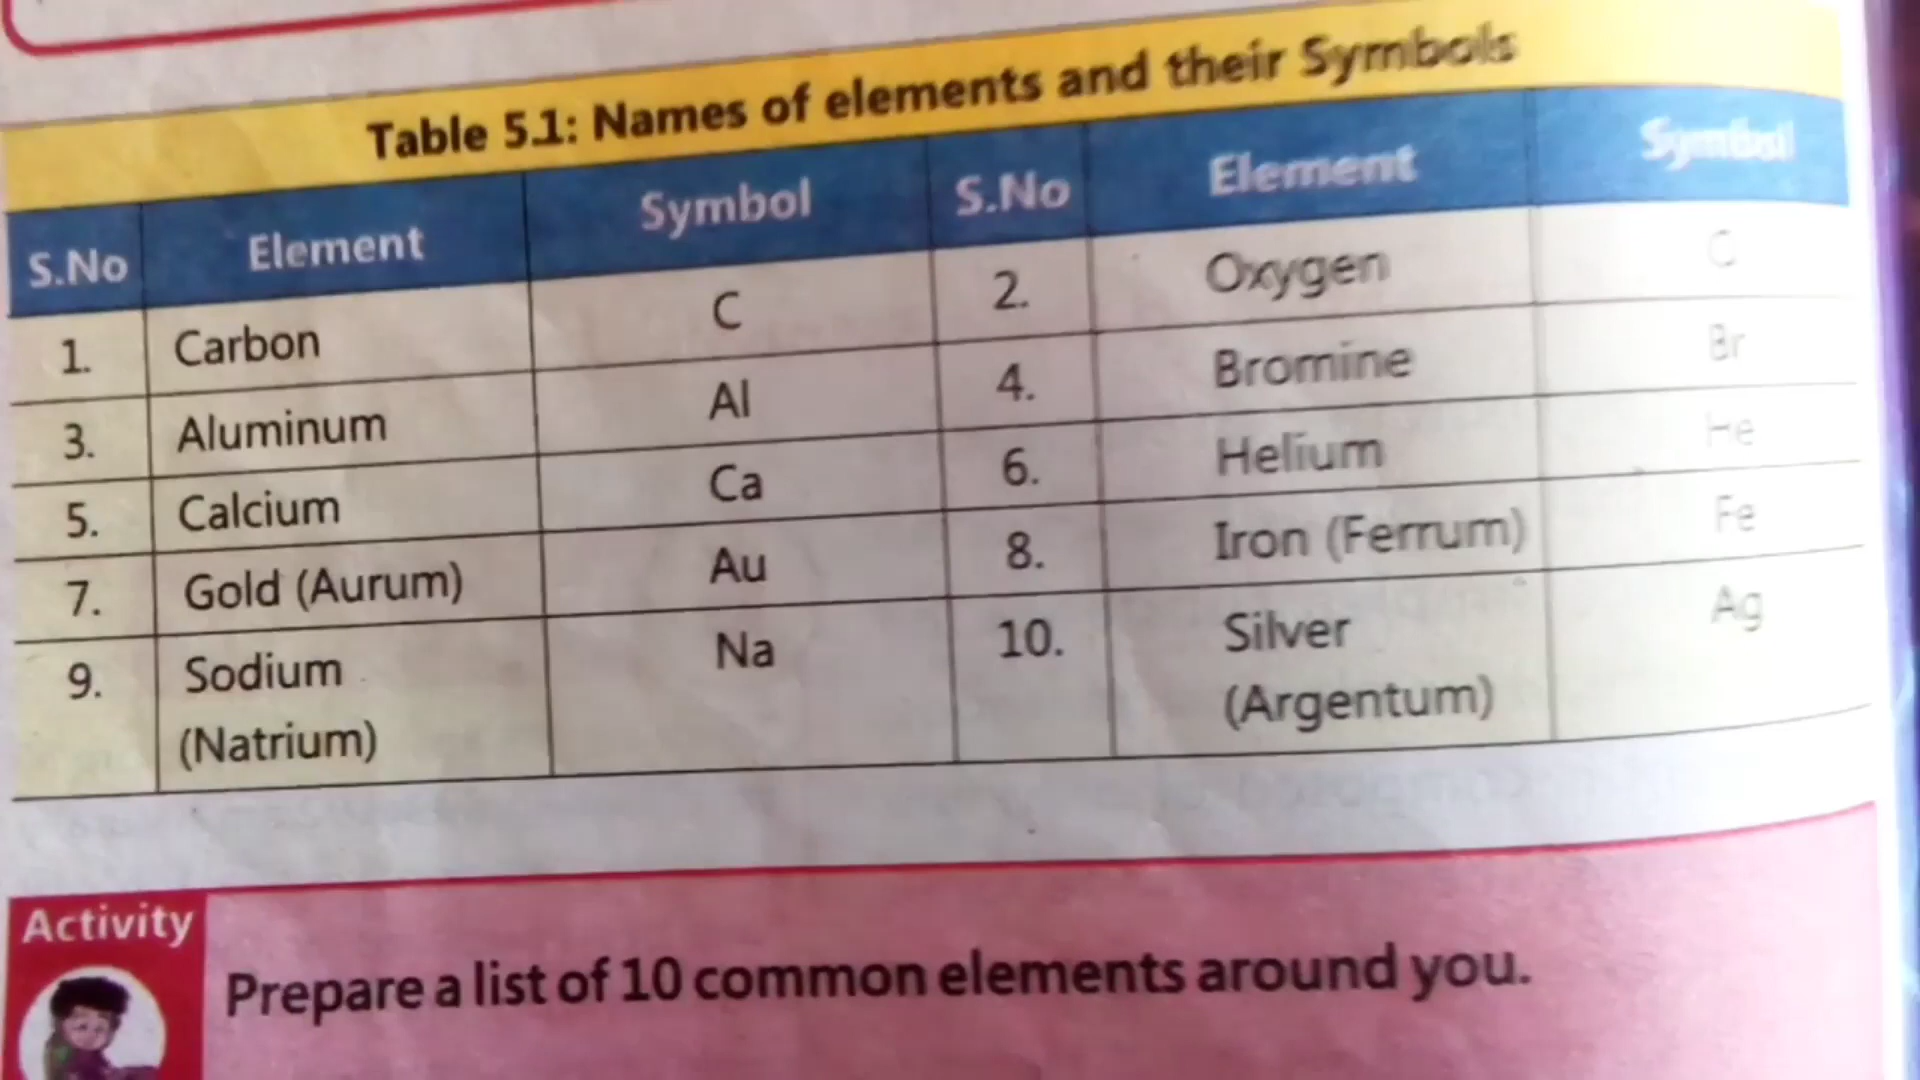 Table 5.1: Names of elements and their Symbols
S.No Element Symbol S.No Element Symbol
1. Carbon C 2. Oxygen O
3. Aluminum Al 4. Bromine Br
5. Calcium Ca 6. Helium He
7. Gold (Aurum) Au 8. Iron (Ferrum) Fe
9. Sodium Na 10. Silver Ag
(Natrium) (Argentum)
Activity
Prepare a list of 10 common elements around you.